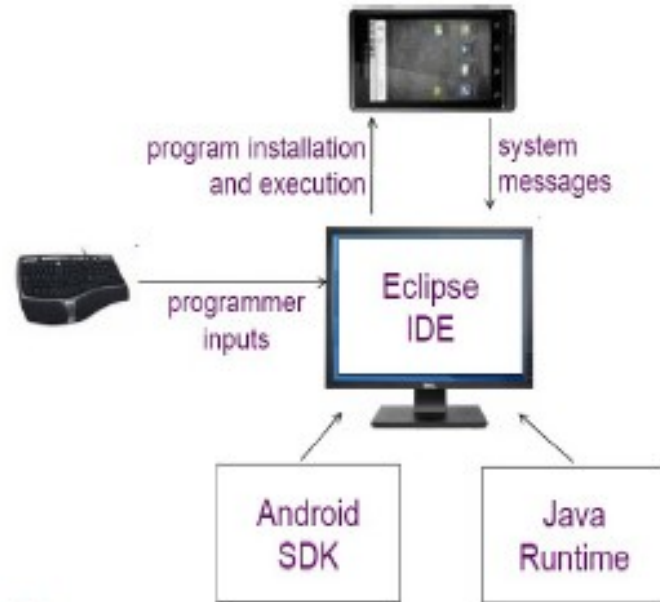 program installation
and execution
system
messages
programmer
inputs
Eclipse
IDE
Android
SDK
Java
Runtime